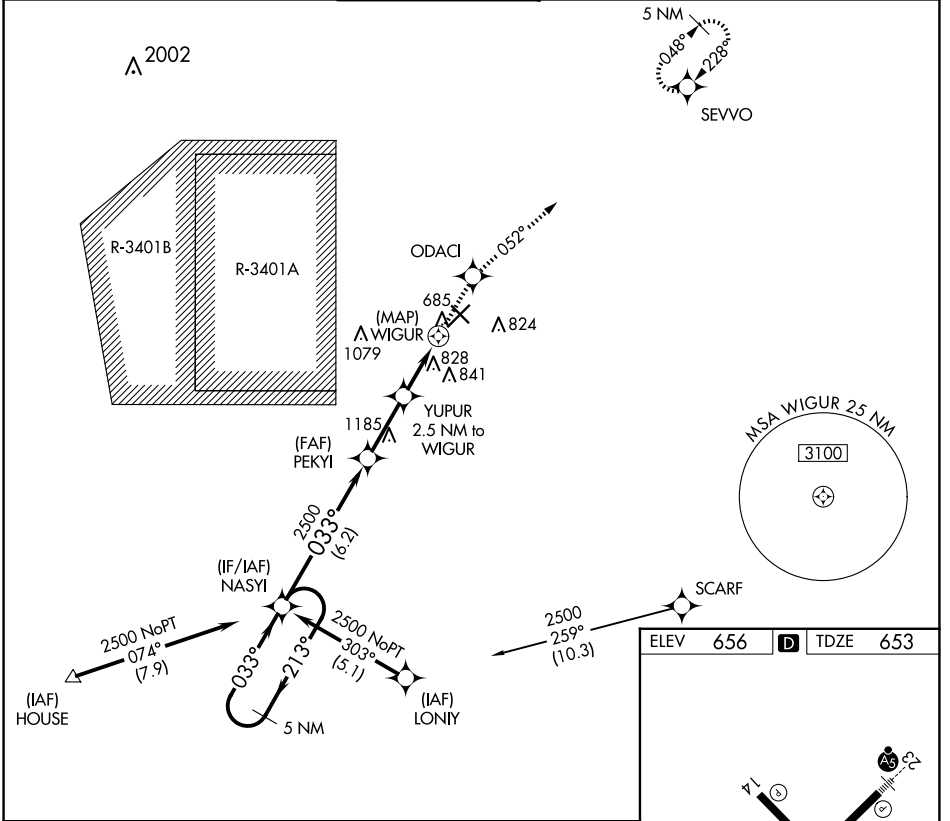 5 NM
048°
228°
SEVVO
2002
R-3401B
R-3401A
ODACI
052°
685
(MAP)
WIGUR
824
1079
828
841
YUPUR
2.5 NM to
WIGUR
1185
(FAF)
PEKYI
MSA WIGUR 25 NM
3100
2500
033°
(6.2)
(IF/IAF)
NASYI
SCARF
2500 NoPT
074°
(7.9)
2500 NoPT
303°
(5.1)
2500
259°
(10.3)
033°
213°
(IAF)
HOUSE
5 NM
(IAF)
LONIY
ELEV 656 D TDZE 653
A5
23
14
P
P